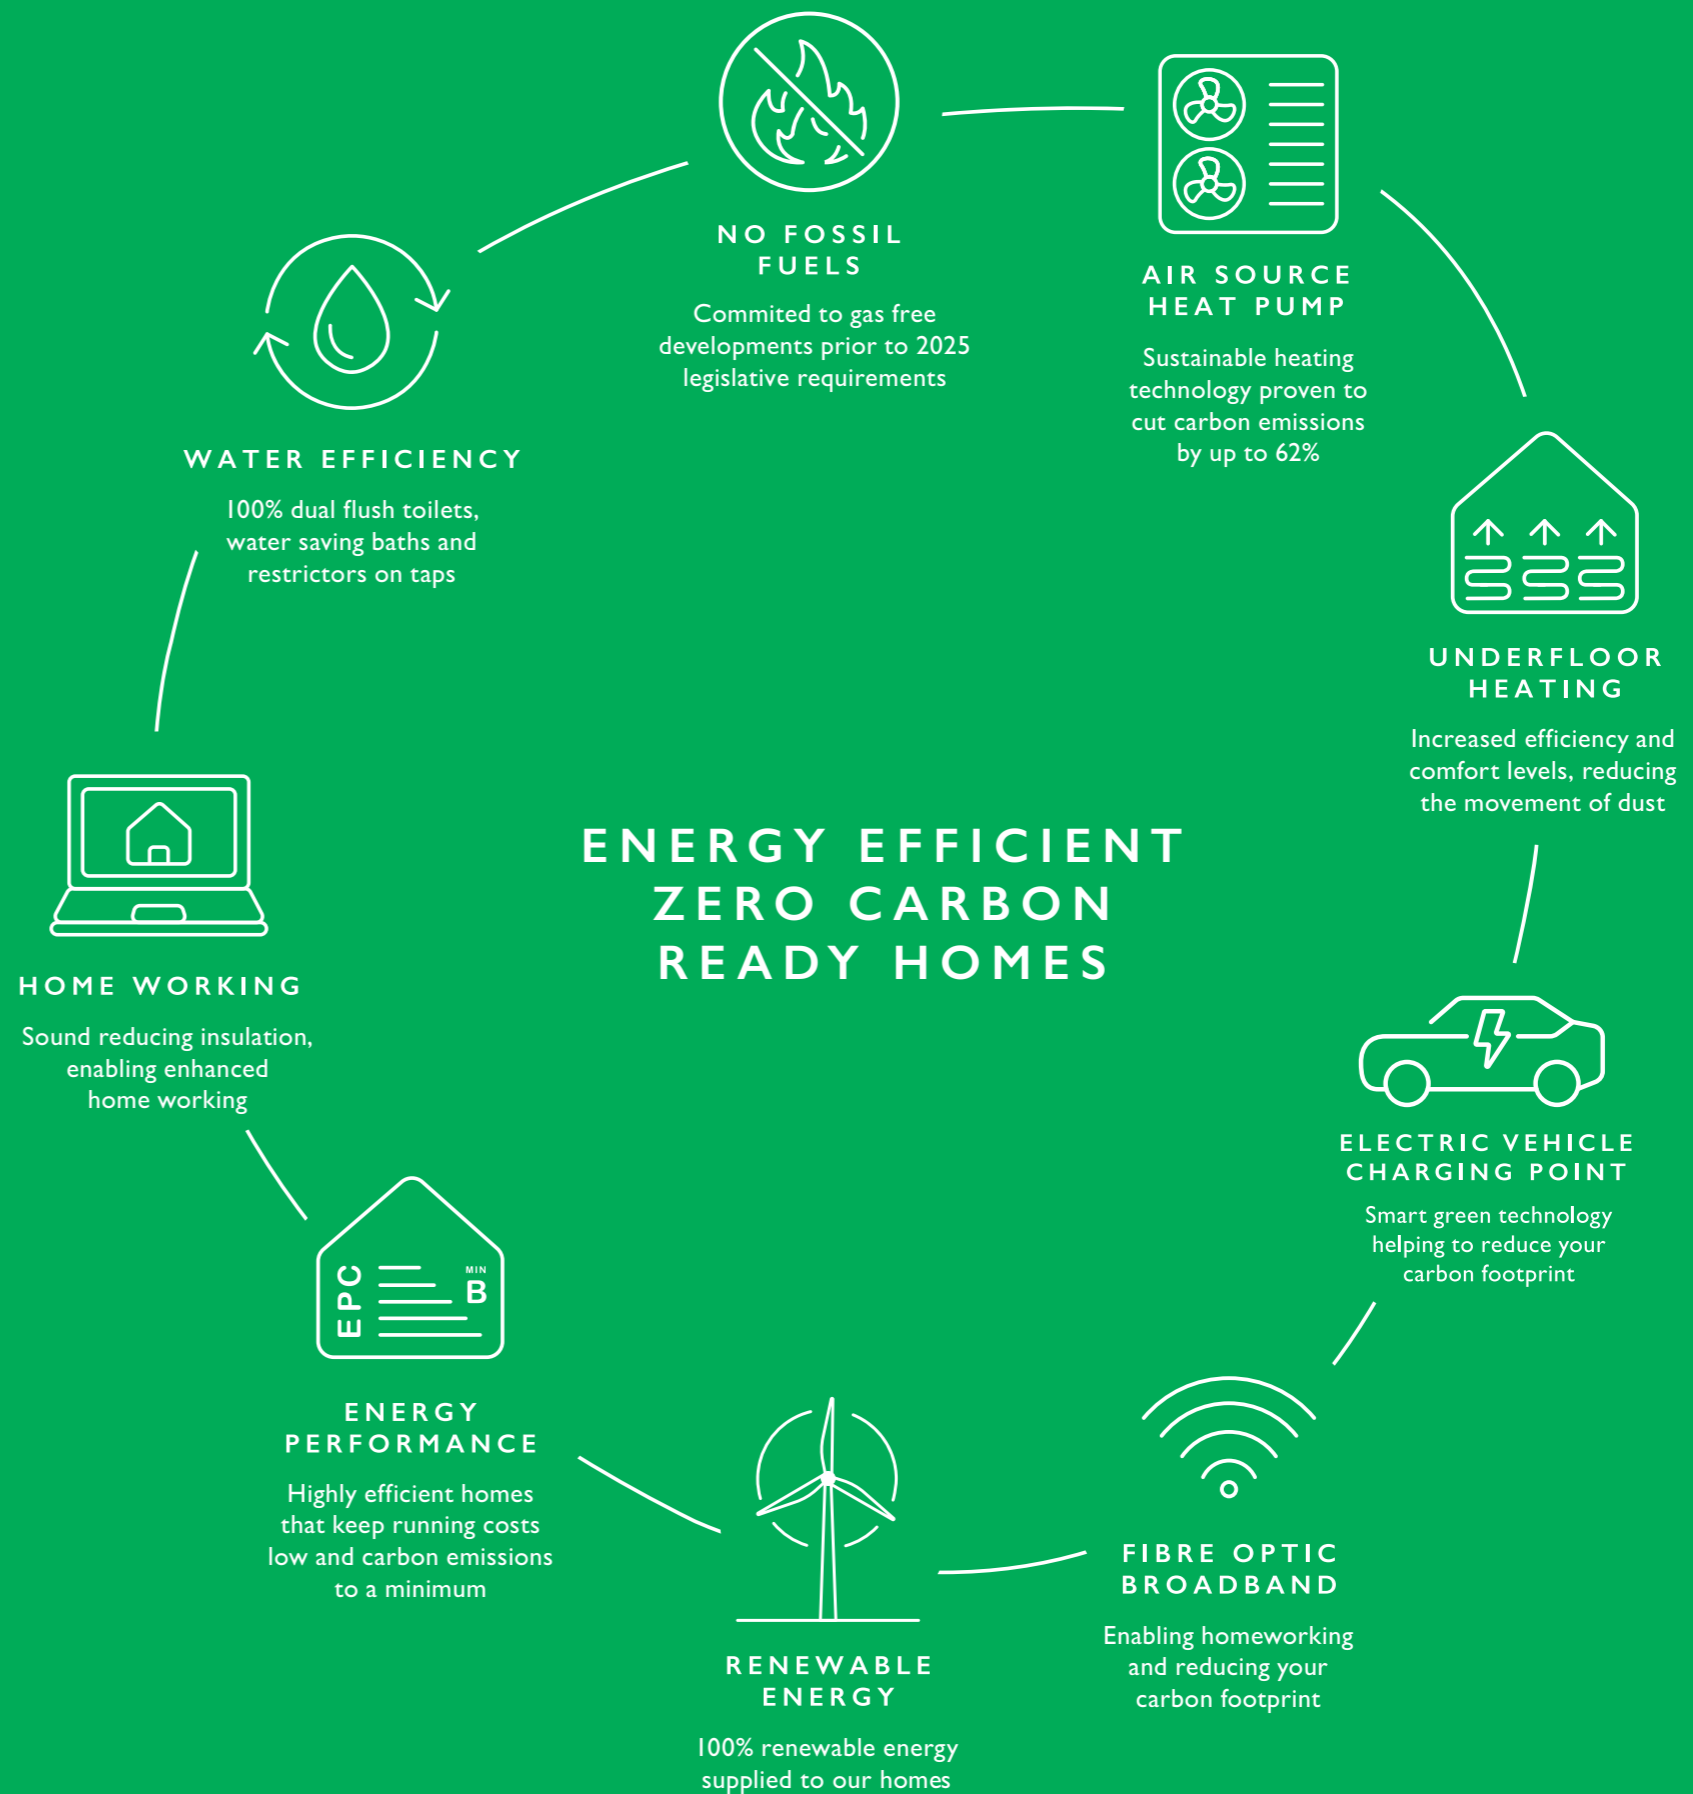 NO FOSSIL
FUELS
Commited to gas free
developments prior to 2025
legislative requirements
AIR SOURCE
HEAT PUMP
Sustainable heating
technology proven to
cut carbon emissions
by up to 62%
UNDERFLOOR
HEATING
Increased efficiency and
comfort levels, reducing
the movement of dust
ELECTRIC VEHICLE
CHARGING POINT
Smart green technology
helping to reduce your
carbon footprint
FIBRE OPTIC
BROADBAND
Enabling homeworking
and reducing your
carbon footprint
RENEWABLE
ENERGY
100% renewable energy
supplied to our homes
EPC
MIN
B
ENERGY
PERFORMANCE
Highly efficient homes
that keep running costs
low and carbon emissions
to a minimum
HOME WORKING
Sound reducing insulation,
enabling enhanced
home working
WATER EFFICIENCY
100% dual flush toilets,
water saving baths and
restrictors on taps
ENERGY EFFICIENT
ZERO CARBON
READY HOMES